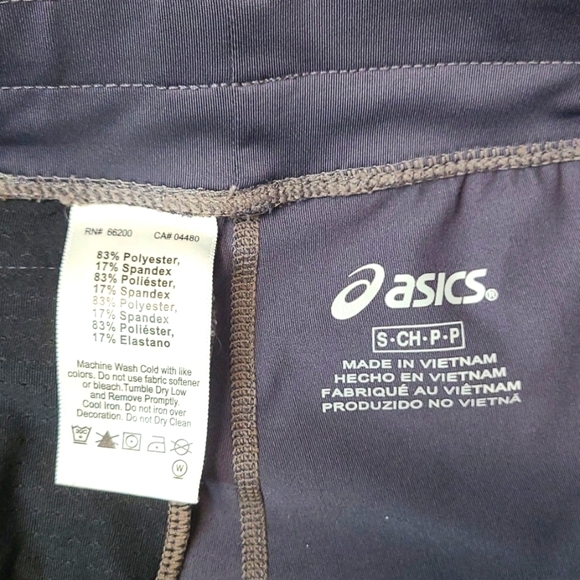 RN# 66200 CA# 04480
83% Polyester,
17% Spandex
83% Poliéster,
17% Spandex
83% Polyester,
17% Spandex
83% Poliéster,
17% Elastano
Machine Wash Cold with like
colors. Do not use fabric softener
or bleach.Tumble Dry Low
and Remove Promptly.
Cool Iron. Do not iron over
Decoration. Do not Dry Clean
W
asics®
S-CH-P-P
MADE IN VIETNAM
HECHO EN VIETNAM
FABRIQUÉ AU VIÊTNAM
PRODUZIDO NO VIETNÃ